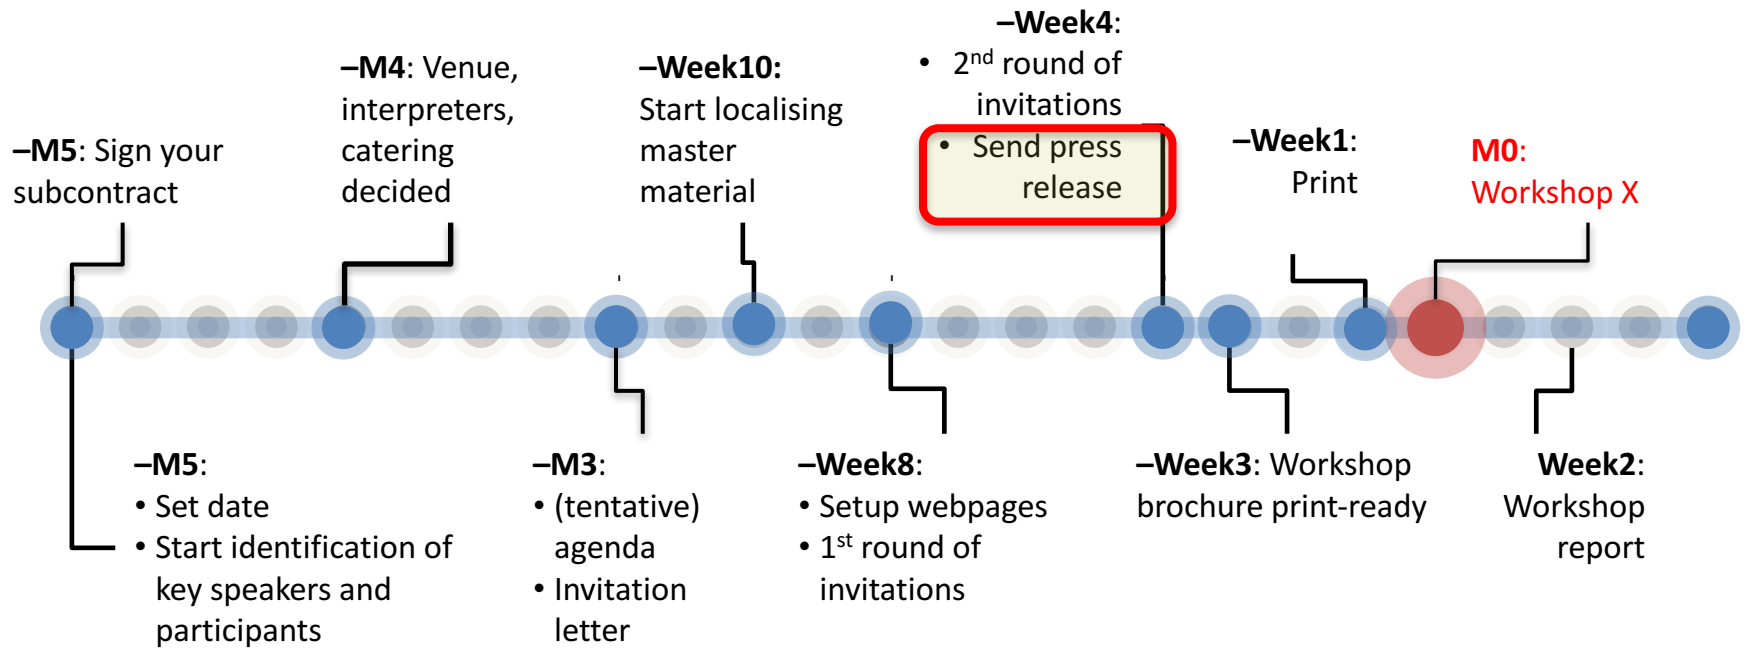 –M5: Sign your
subcontract
–M4: Venue,
interpreters,
catering
decided
–Week10:
Start localising
master
material
–Week4:
• 2nd round of
invitations
• Send press
release
–Week1:
Print
M0:
Workshop X
–M5:
• Set date
• Start identification of
key speakers and
participants
–M3:
• (tentative)
agenda
• Invitation
letter
–Week8:
• Setup webpages
• 1st round of
invitations
–Week3: Workshop
brochure print-ready
Week2:
Workshop
report